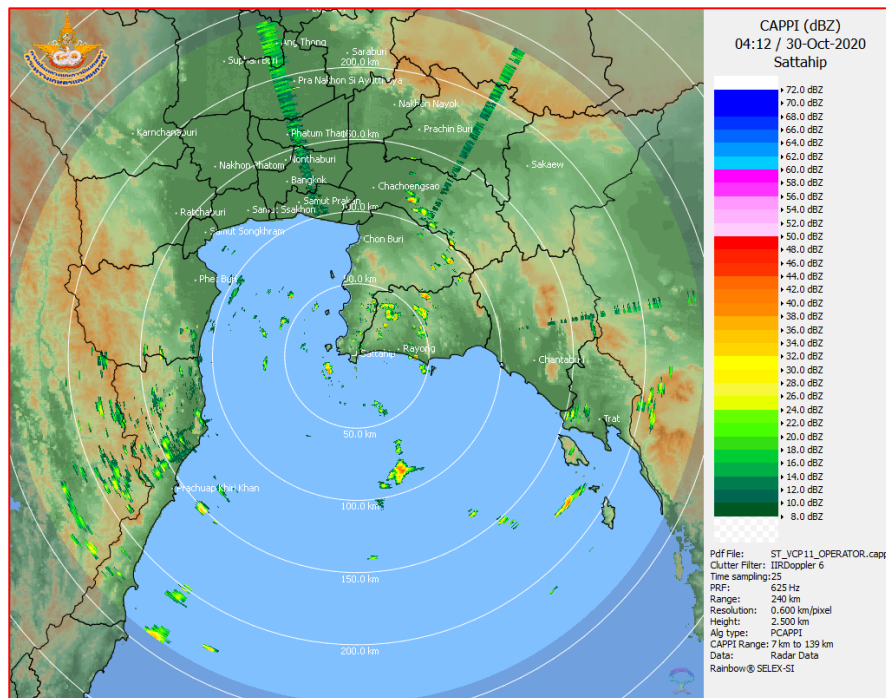 CAPPI (dBZ)
04:12 / 30-Oct-2020
Sattahip
72.0 dBZ
70.0 dBZ
68.0 dBZ
66.0 dBZ
64.0 dBZ
62.0 dBZ
60.0 dBZ
58.0 dBZ
56.0 dBZ
54.0 dBZ
52.0 dBZ
50.0 dBZ
48.0 dBZ
46.0 dBZ
44.0 dBZ
42.0 dBZ
40.0 dBZ
38.0 dBZ
36.0 dBZ
34.0 dBZ
32.0 dBZ
30.0 dBZ
28.0 dBZ
26.0 dBZ
24.0 dBZ
22.0 dBZ
20.0 dBZ
18.0 dBZ
16.0 dBZ
14.0 dBZ
12.0 dBZ
10.0 dBZ
8.0 dBZ
Pdf File: ST_VCP11_OPERATOR.capp
Clutter Filter: IIRDoppler 6
Time sampling:25
PRF: 625 Hz
Range: 240 km
Resolution: 0.600 km/pixel
Height: 2.500 km
Alg type: PCAPPI
CAPPI Range: 7 km to 139 km
Data: Radar Data
Rainbow® SELEX-SI
Ang Thong
Saraburi
Suphan Buri
200.0 km
Pra Nakhon Si Ayutthaya
Nakhon Nayok
Karnchanaburi
Phatum Thani
Prachin Buri
Nonthaburi
Nakhon Phatom
Sakaew
Bangkok
Chachoengsao
Samut Prakan
Ratchaburi
Samut Ssakhon
100.0 km
Samut Songkhram
Chon Buri
50.0 km
Rayong
Sattahip
Trat
50.0 km
Prachuap Khiri Khan
100.0 km
150.0 km
200.0 km